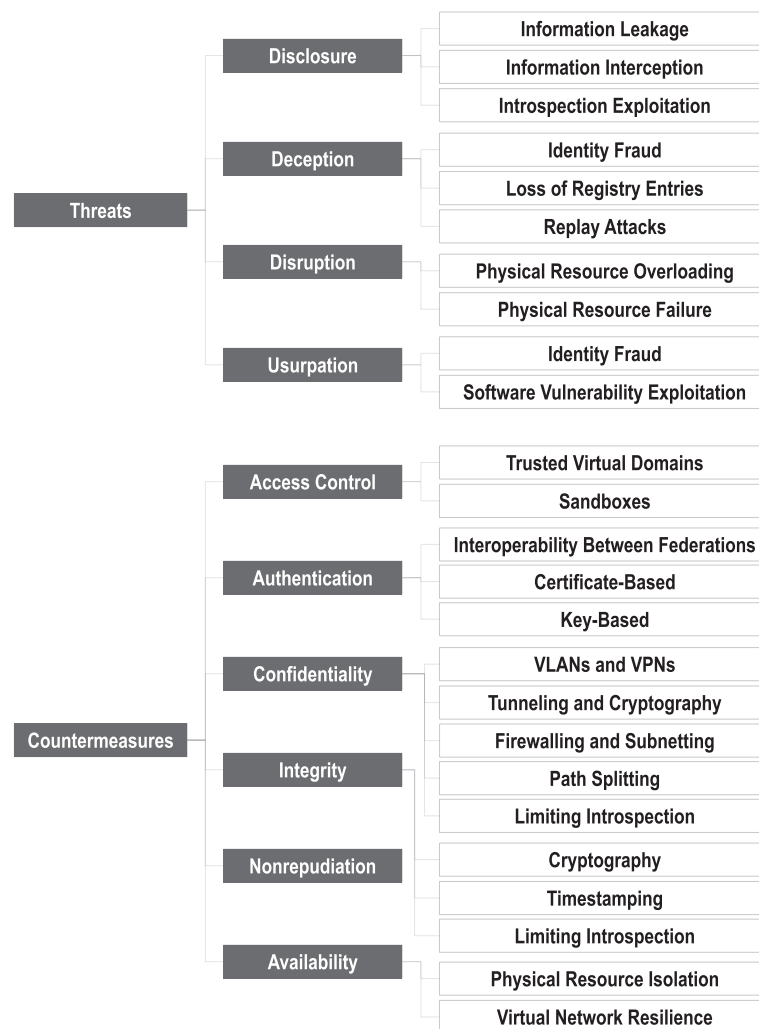 Threats
Disclosure
Information Leakage
Information Interception
Introspection Exploitation
Deception
Identity Fraud
Loss of Registry Entries
Replay Attacks
Disruption
Physical Resource Overloading
Physical Resource Failure
Usurpation
Identity Fraud
Software Vulnerability Exploitation
Countermeasures
Access Control
Trusted Virtual Domains
Sandboxes
Authentication
Interoperability Between Federations
Certificate-Based
Key-Based
Confidentiality
VLANs and VPNs
Tunneling and Cryptography
Firewalling and Subnetting
Path Splitting
Limiting Introspection
Integrity
Cryptography
Timestamping
Limiting Introspection
Nonrepudiation
Availability
Physical Resource Isolation
Virtual Network Resilience